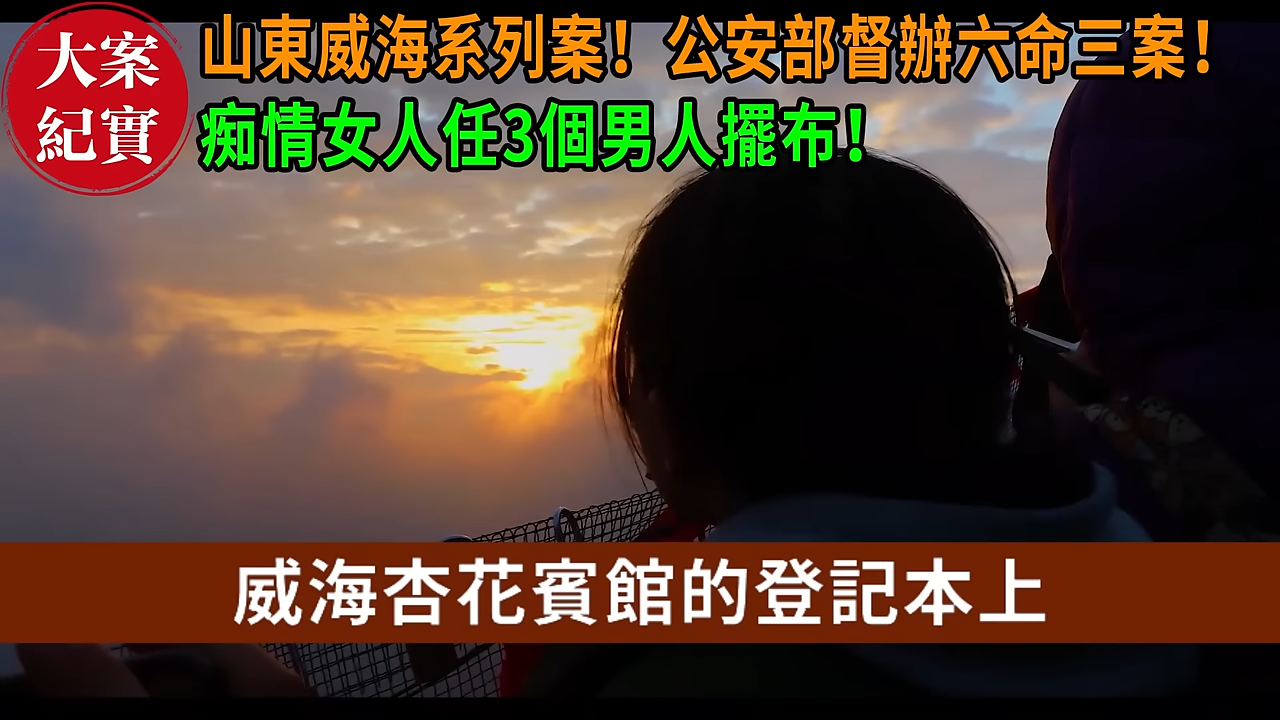 大案
紀實
山東威海系列案！公安部督辦六命三案！
痴情女人任3個男人擺布！
威海杏花賓館的登記本上